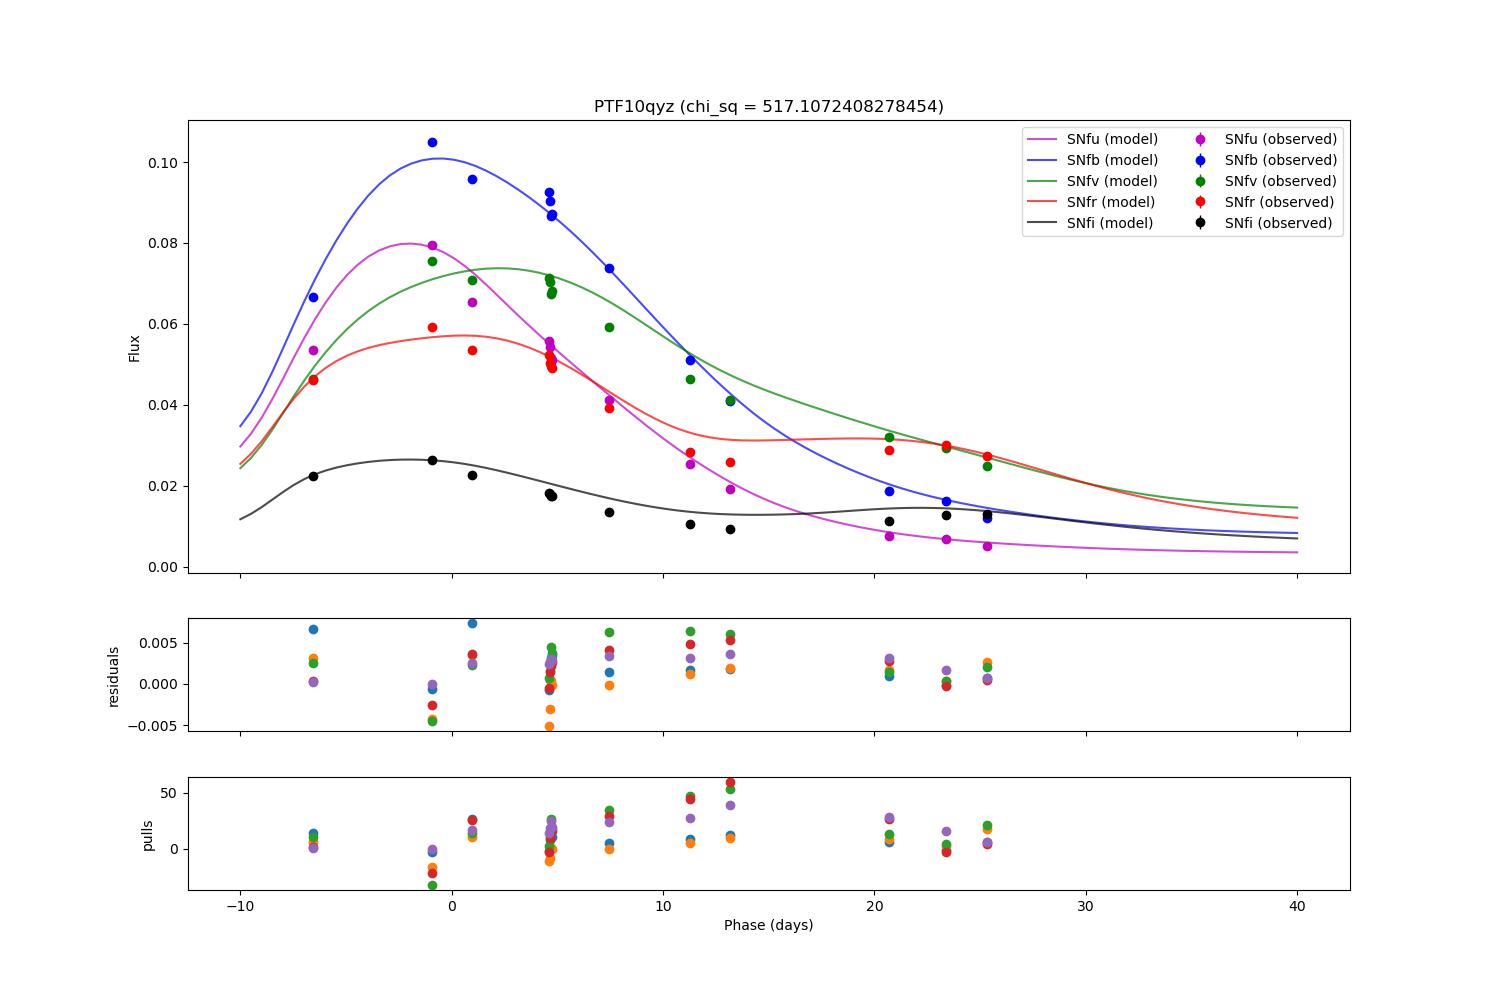 PTF10qyz (chi_sq = 517.1072408278454)
SNfu (model)
SNfb (model)
SNfv (model)
SNfr (model)
SNfi (model)
SNfu (observed)
SNfb (observed)
SNfv (observed)
SNfr (observed)
SNfi (observed)
Flux
0.10
0.08
0.06
0.04
0.02
0.00
residuals
0.005
0.000
−0.005
pulls
50
0
−10 0 10 20 30 40
Phase (days)